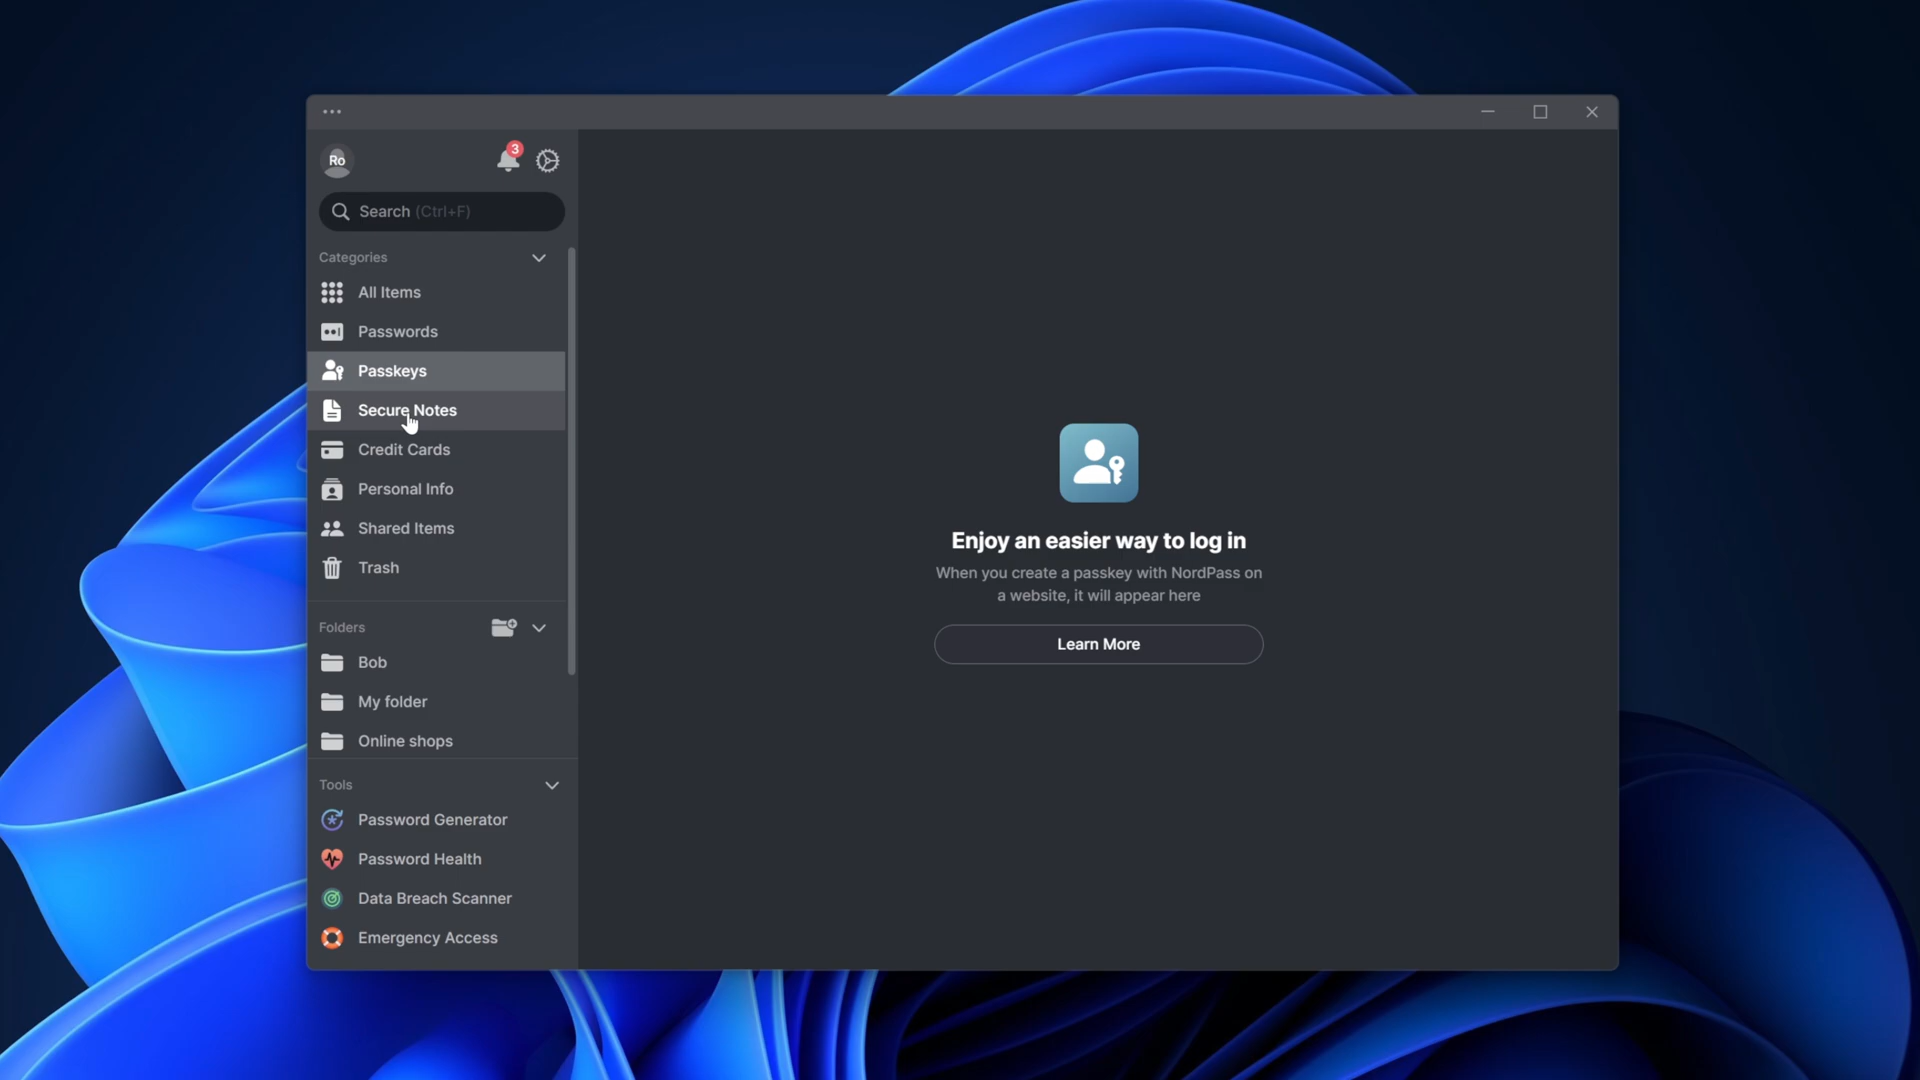 Ro
3
Search (Ctrl+F)
Categories
All Items
Passwords
Passkeys
Secure Notes
Credit Cards
Personal Info
Shared Items
Trash
Folders
Bob
My folder
Online shops
Tools
Password Generator
Password Health
Data Breach Scanner
Emergency Access
Enjoy an easier way to log in
When you create a passkey with NordPass on
a website, it will appear here
Learn More